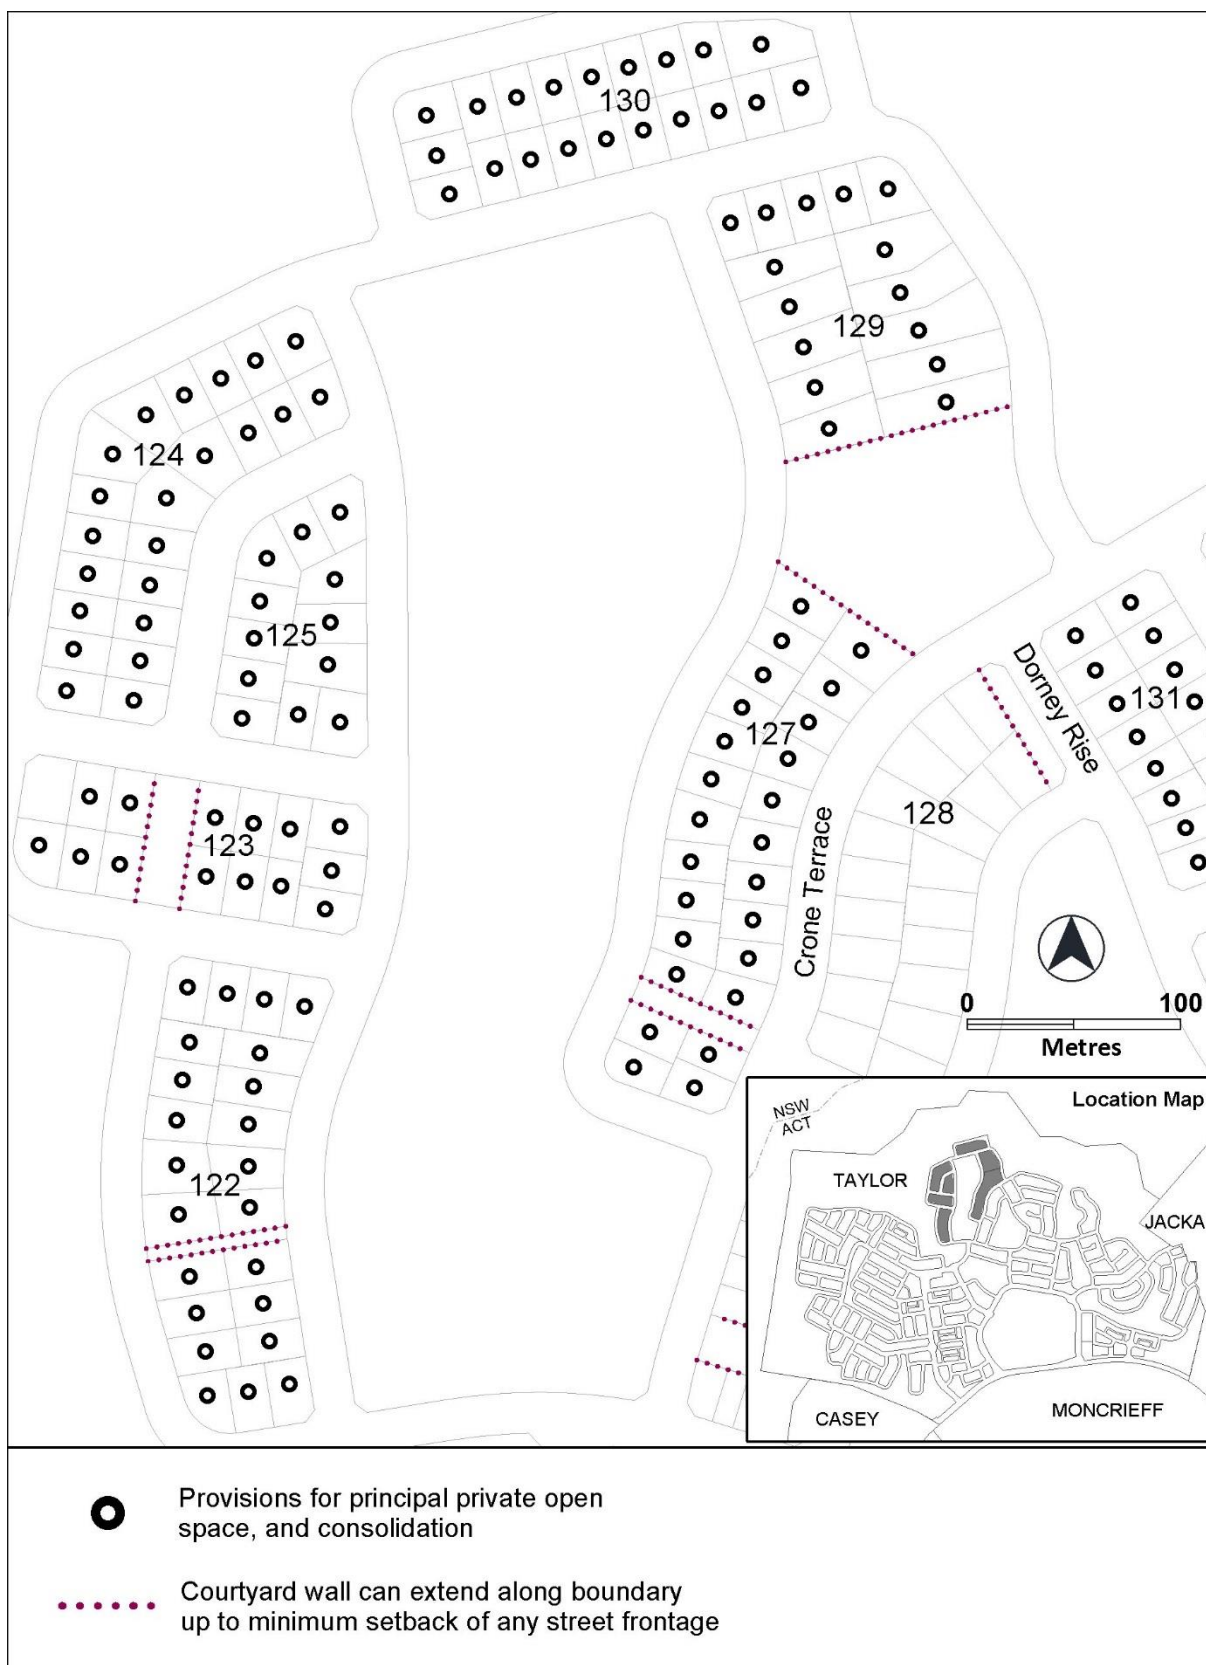 130
129
124
125
Dorney Rise
131
127
128
123
Crone Terrace
0 100
Metres
122
Location Map
NSW
ACT
TAYLOR
JACKA
CASEY
MONCRIEFF
Provisions for principal private open
space, and consolidation
Courtyard wall can extend along boundary
up to minimum setback of any street frontage